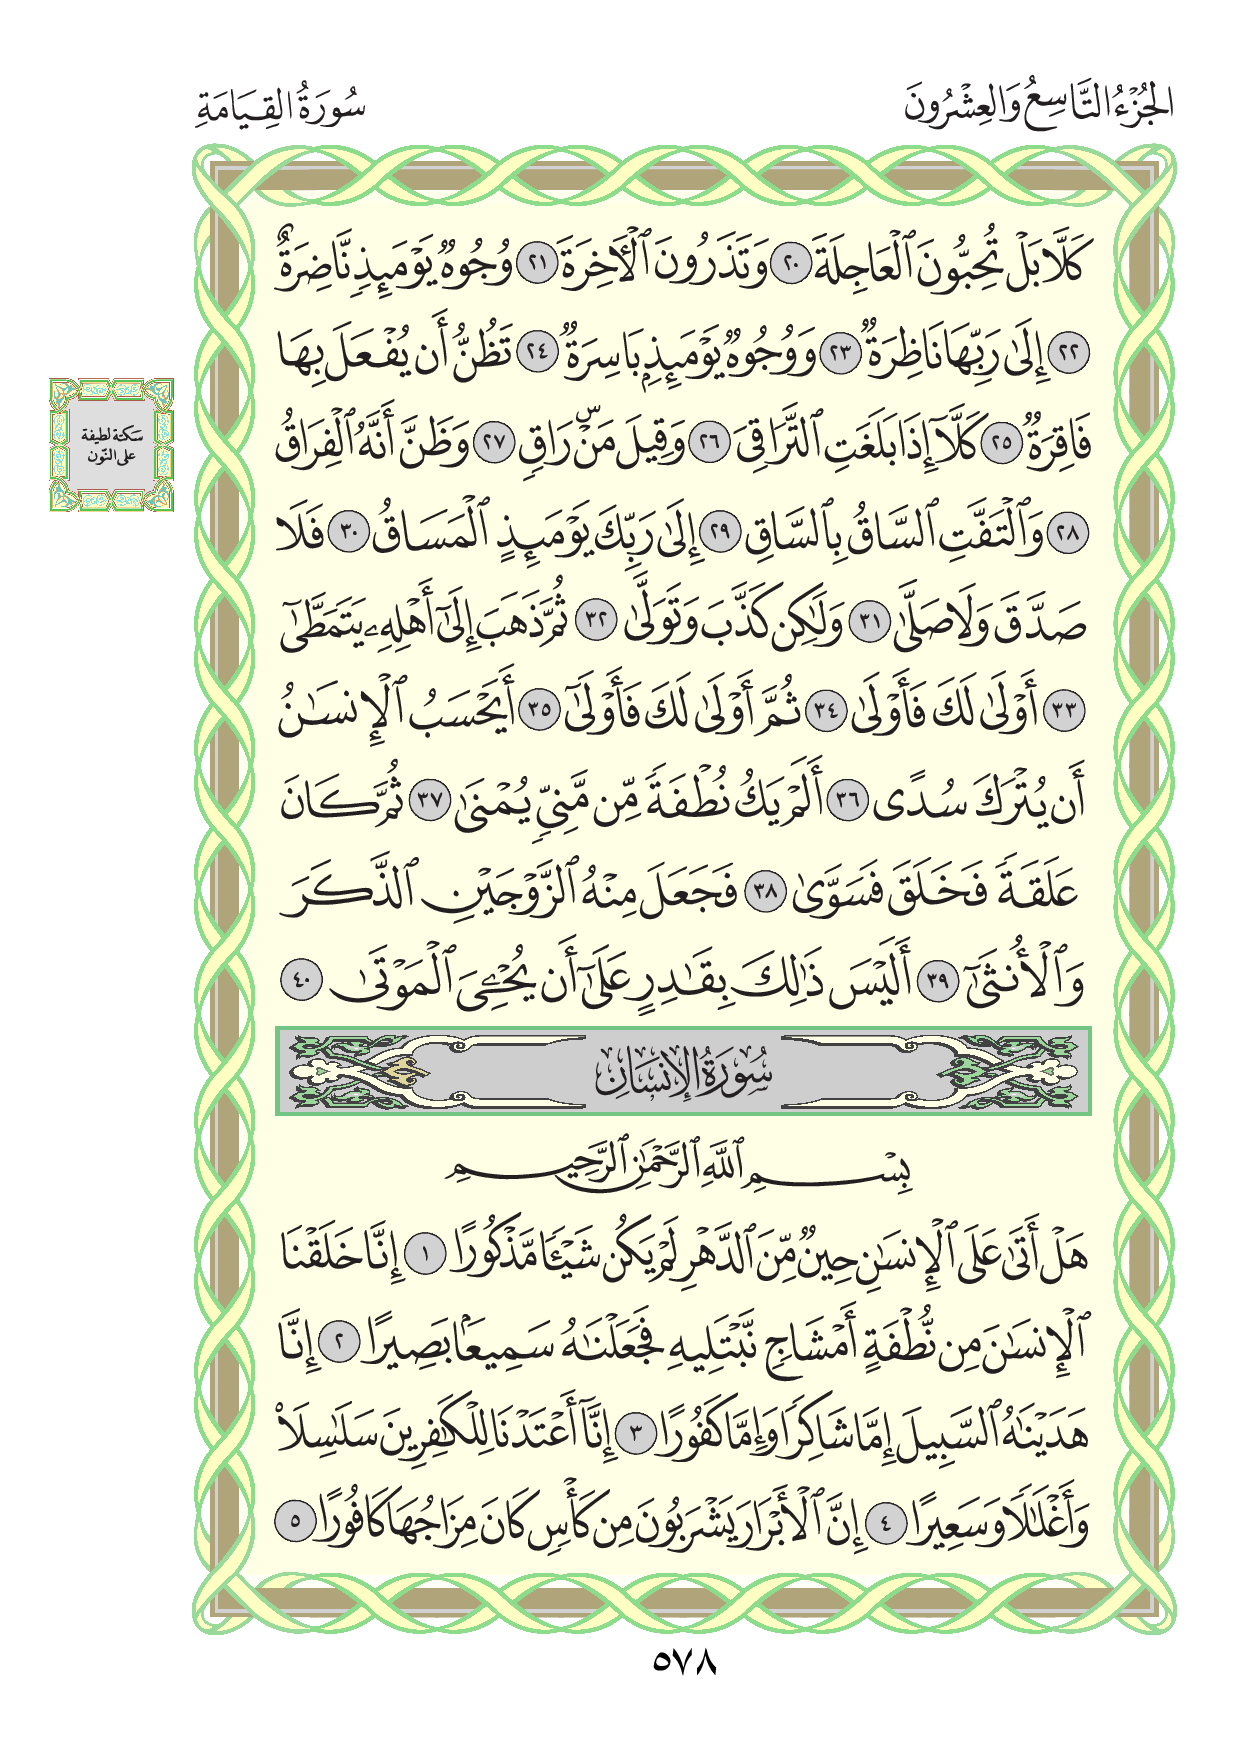 الجُزْءُ التَّاسِعُ وَالعِشْرُونَ
سُورَةُ القِيَامَةِ
كَلَّا بَلْ تُحِبُّونَ ٱلْعَاجِلَةَ ٢٠ وَتَذَرُونَ ٱلْـَٔاخِرَةَ ٢١ وُجُوهٌ يَوْمَئِذٍ نَّاضِرَةٌ
٢٢ إِلَىٰ رَبِّهَا نَاظِرَةٌ ٢٣ وَوُجُوهٌ يَوْمَئِذِۭ بَاسِرَةٌ ٢٤ تَظُنُّ أَن يُفْعَلَ بِهَا
فَاقِرَةٌ ٢٥ كَلَّآ إِذَا بَلَغَتِ ٱلتَّرَاقِىَ ٢٦ وَقِيلَ مَنْۜ رَاقٍ ٢٧ وَظَنَّ أَنَّهُ ٱلْفِرَاقُ
٢٨ وَٱلْتَفَّتِ ٱلسَّاقُ بِٱلسَّاقِ ٢٩ إِلَىٰ رَبِّكَ يَوْمَئِذٍ ٱلْمَسَاقُ ٣٠ فَلَا
صَدَّقَ وَلَا صَلَّىٰ ٣١ وَلَٰكِن كَذَّبَ وَتَوَلَّىٰ ٣٢ ثُمَّ ذَهَبَ إِلَىٰٓ أَهْلِهِۦ يَتَمَطَّىٰٓ
٣٣ أَوْلَىٰ لَكَ فَأَوْلَىٰ ٣٤ ثُمَّ أَوْلَىٰ لَكَ فَأَوْلَىٰٓ ٣٥ أَيَحْسَبُ ٱلْإِنسَٰنُ
أَن يُتْرَكَ سُدًى ٣٦ أَلَمْ يَكُ نُطْفَةً مِّن مَّنِىٍّ يُمْنَىٰ ٣٧ ثُمَّ كَانَ
عَلَقَةً فَخَلَقَ فَسَوَّىٰ ٣٨ فَجَعَلَ مِنْهُ ٱلزَّوْجَيْنِ ٱلذَّكَرَ
وَٱلْأُنثَىٰٓ ٣٩ أَلَيْسَ ذَٰلِكَ بِقَٰدِرٍ عَلَىٰٓ أَن يُحْـِۧىَ ٱلْمَوْتَىٰ ٤٠
سُورَةُ الإِنسَانِ
بِسْمِ ٱللَّهِ ٱلرَّحْمَٰنِ ٱلرَّحِيمِ
هَلْ أَتَىٰ عَلَى ٱلْإِنسَٰنِ حِينٌ مِّنَ ٱلدَّهْرِ لَمْ يَكُن شَيْـًٔا مَّذْكُورًا ١ إِنَّا خَلَقْنَا
ٱلْإِنسَٰنَ مِن نُّطْفَةٍ أَمْشَاجٍ نَّبْتَلِيهِ فَجَعَلْنَٰهُ سَمِيعًۢا بَصِيرًا ٢ إِنَّا
هَدَيْنَٰهُ ٱلسَّبِيلَ إِمَّا شَاكِرًا وَإِمَّا كَفُورًا ٣ إِنَّآ أَعْتَدْنَا لِلْكَٰفِرِينَ سَلَٰسِلَا۟
وَأَغْلَٰلًا وَسَعِيرًا ٤ إِنَّ ٱلْأَبْرَارَ يَشْرَبُونَ مِن كَأْسٍ كَانَ مِزَاجُهَا كَافُورًا ٥
سكتة لطيفة
على النّون
٥٧٨